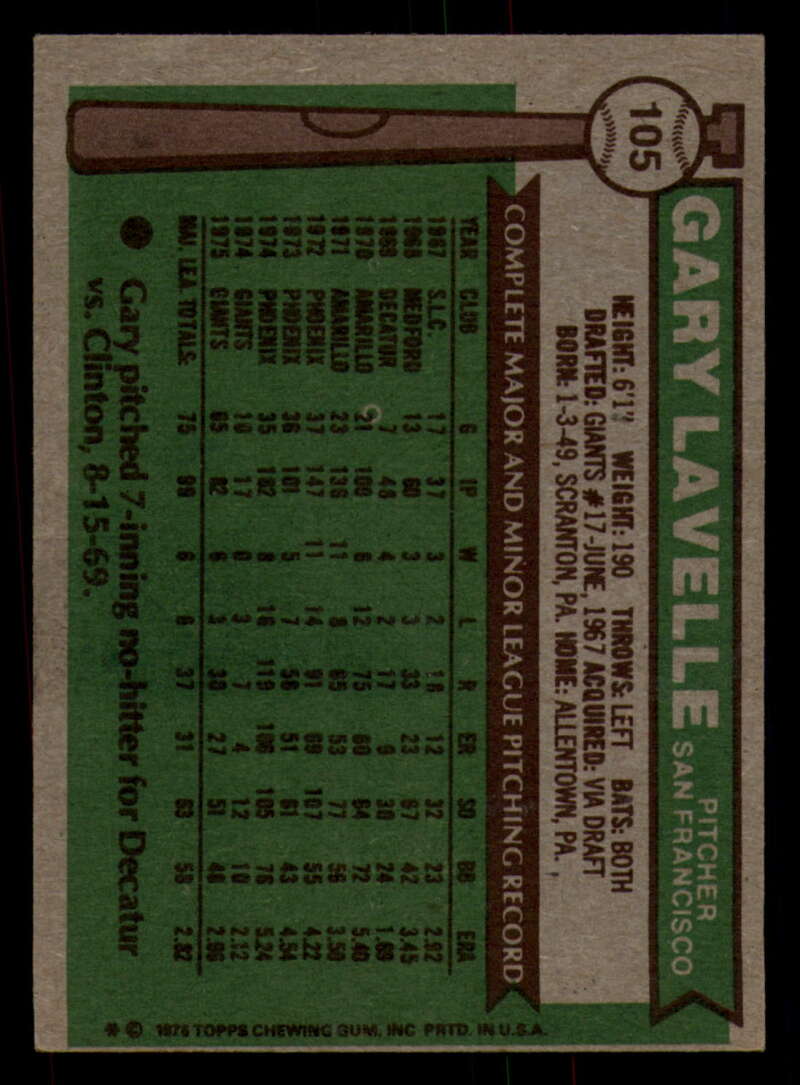 105
GARY LAVELLE
PITCHER
SAN FRANCISCO
HEIGHT: 6'1" WEIGHT: 190 THROWS: LEFT BATS: BOTH
DRAFTED: GIANTS #17-JUNE, 1967 ACQUIRED: VIA DRAFT
BORN: 1-3-49, SCRANTON, PA. HOME: ALLENTOWN, PA.
COMPLETE MAJOR AND MINOR LEAGUE PITCHING RECORD
YEAR CLUB G IP W L R ER SO BB ERA
1967 S.L.C. 17 37 3 2 16 12 32 23 2.92
1968 MEDFORD 13 60 3 3 33 23 67 42 3.45
1969 DECATUR 7 48 4 2 17 9 30 24 1.69
1970 AMARILLO 21 100 6 12 75 60 64 72 5.40
1971 AMARILLO 23 136 11 8 65 53 77 56 3.50
1972 PHOENIX 37 147 11 14 91 69 107 55 4.22
1973 PHOENIX 36 101 5 7 56 51 61 43 4.54
1974 PHOENIX 35 182 8 16 119 106 105 76 5.24
1974 GIANTS 10 17 0 3 7 4 12 10 2.12
1975 GIANTS 65 82 6 3 30 27 51 48 2.96
MAJ. LEA. TOTALS: 75 99 6 6 37 31 63 58 2.82
Gary pitched 7-inning no-hitter for Decatur
vs. Clinton, 8-15-69.
* © 1976 TOPPS CHEWING GUM, INC PRTD. IN U.S.A.